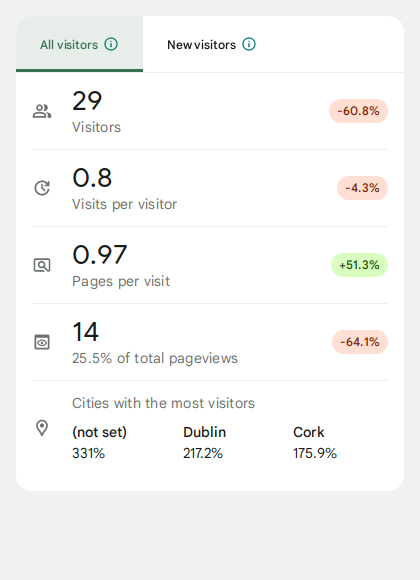 All visitors
New visitors
29
Visitors
-60.8%
0.8
Visits per visitor
-4.3%
0.97
Pages per visit
+51.3%
14
25.5% of total pageviews
-64.1%
Cities with the most visitors
(not set) Dublin Cork
331% 217.2% 175.9%